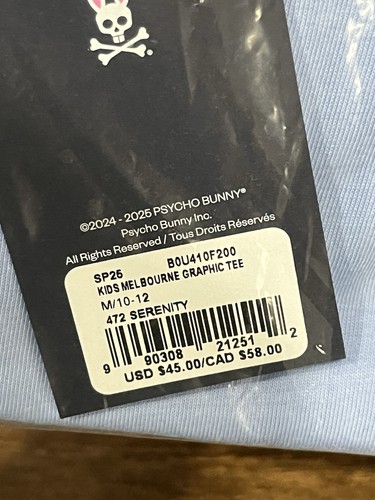 ©2024 - 2025 PSYCHO BUNNY®
Psycho Bunny Inc.
All Rights Reserved / Tous Droits Réservés
SP25 B0U410F200
KIDS MELBOURNE GRAPHIC TEE
M/10-12
472 SERENITY
9 90308 21251 2
USD $45.00/CAD $58.00